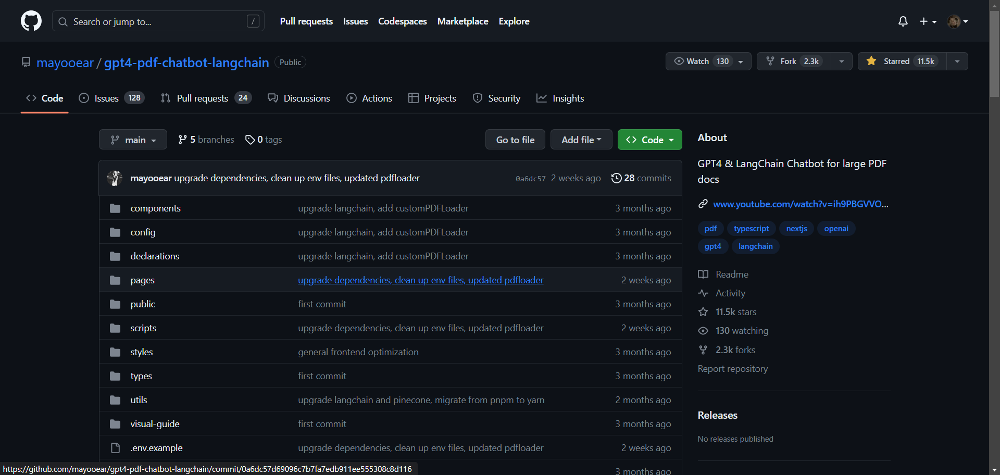 Search or jump to... /
Pull requests Issues Codespaces Marketplace Explore
mayooear / gpt4-pdf-chatbot-langchain Public
Watch 130 Fork 2.3k Starred 11.5k
Code Issues 128 Pull requests 24 Discussions Actions Projects Security Insights
main 5 branches 0 tags Go to file Add file Code
mayooear upgrade dependencies, clean up env files, updated pdfloader 0a6dc57 2 weeks ago 28 commits
components upgrade langchain, add customPDFLoader 3 months ago
config upgrade langchain, add customPDFLoader 3 months ago
declarations upgrade langchain, add customPDFLoader 3 months ago
pages upgrade dependencies, clean up env files, updated pdfloader 2 weeks ago
public first commit 3 months ago
scripts upgrade dependencies, clean up env files, updated pdfloader 2 weeks ago
styles general frontend optimization 3 months ago
types first commit 3 months ago
utils upgrade langchain and pinecone, migrate from pnpm to yarn 2 months ago
visual-guide first commit 3 months ago
.env.example upgrade dependencies, clean up env files, updated pdfloader 2 weeks ago
3 months ago
About
GPT4 & LangChain Chatbot for large PDF
docs
www.youtube.com/watch?v=ih9PBGVVO...
pdf typescript nextjs openai
gpt4 langchain
Readme
Activity
11.5k stars
130 watching
2.3k forks
Report repository
Releases
No releases published
https://github.com/mayooear/gpt4-pdf-chatbot-langchain/commit/0a6dc57d69096c7b7fa7edb911ee555308c8d116